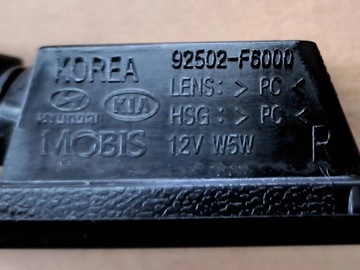 KOREA 92502-F6000
LENS: > PC <
HYUNDAI KIA HSG: > PC <
MOBIS 12V W5W R